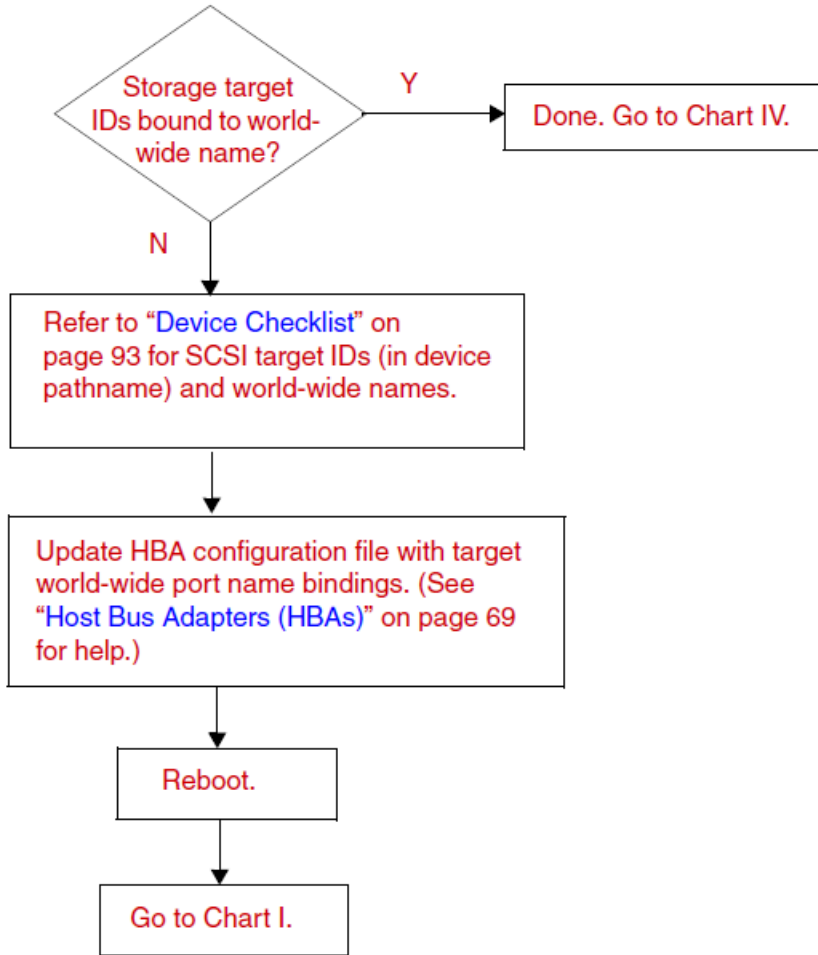 Storage target
IDs bound to world-
wide name?
Y
Done. Go to Chart IV.
N
Refer to “Device Checklist” on
page 93 for SCSI target IDs (in device
pathname) and world-wide names.
Update HBA configuration file with target
world-wide port name bindings. (See
“Host Bus Adapters (HBAs)” on page 69
for help.)
Reboot.
Go to Chart I.